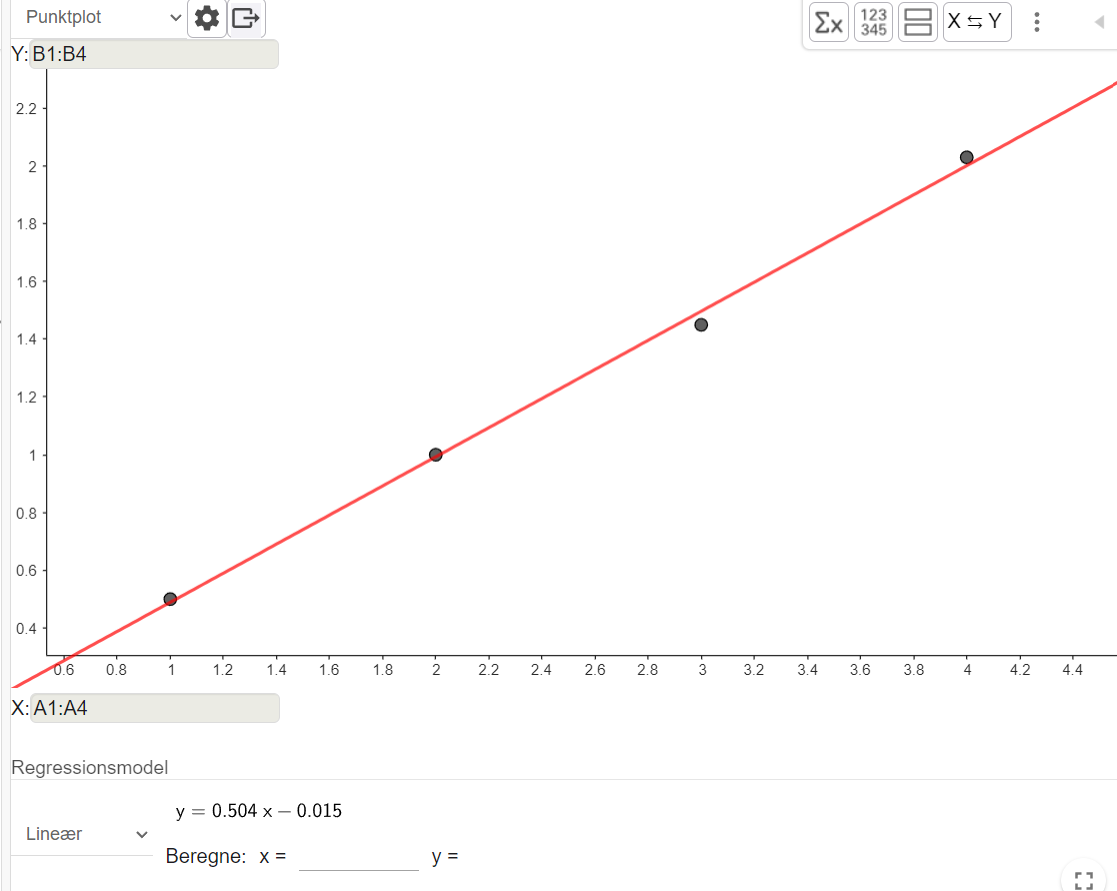 Punktplot
Σx
123
345
X ⇆ Y
Y: B1:B4
2.2
2
1.8
1.6
1.4
1.2
1
0.8
0.6
0.4
0.6 0.8 1 1.2 1.4 1.6 1.8 2 2.2 2.4 2.6 2.8 3 3.2 3.4 3.6 3.8 4 4.2 4.4
X: A1:A4
Regressionsmodel
y = 0.504 x – 0.015
Lineær
Beregne: x = y =